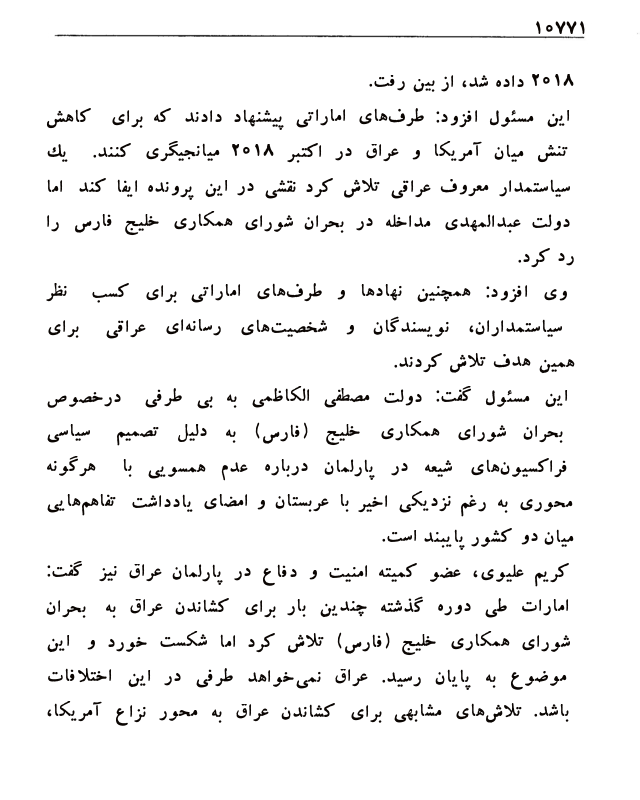 ۱۰۷۷۱
۲۰۱۸ داده شد، از بین رفت.
این مسئول افزود: طرف‌های اماراتی پیشنهاد دادند که برای کاهش
تنش میان آمریکا و عراق در اکتبر ۲۰۱۸ میانجیگری کنند. یك
سیاستمدار معروف عراقی تلاش کرد نقشی در این پرونده ایفا کند اما
دولت عبدالمهدی مداخله در بحران شورای همکاری خلیج فارس را
رد کرد.
وی افزود: همچنین نهادها و طرف‌های اماراتی برای کسب نظر
سیاستمداران، نویسندگان و شخصیت‌های رسانه‌ای عراقی برای
همین هدف تلاش کردند.
این مسئول گفت: دولت مصطفی الکاظمی به بی طرفی درخصوص
بحران شورای همکاری خلیج (فارس) به دلیل تصمیم سیاسی
فراکسیون‌های شیعه در پارلمان درباره عدم همسویی با هرگونه
محوری به رغم نزدیکی اخیر با عربستان و امضای یادداشت تفاهم‌هایی
میان دو کشور پایبند است.
کریم علیوی، عضو کمیته امنیت و دفاع در پارلمان عراق نیز گفت:
امارات طی دوره گذشته چندین بار برای کشاندن عراق به بحران
شورای همکاری خلیج (فارس) تلاش کرد اما شکست خورد و این
موضوع به پایان رسید. عراق نمی‌خواهد طرفی در این اختلافات
باشد. تلاش‌های مشابهی برای کشاندن عراق به محور نزاع آمریکا،